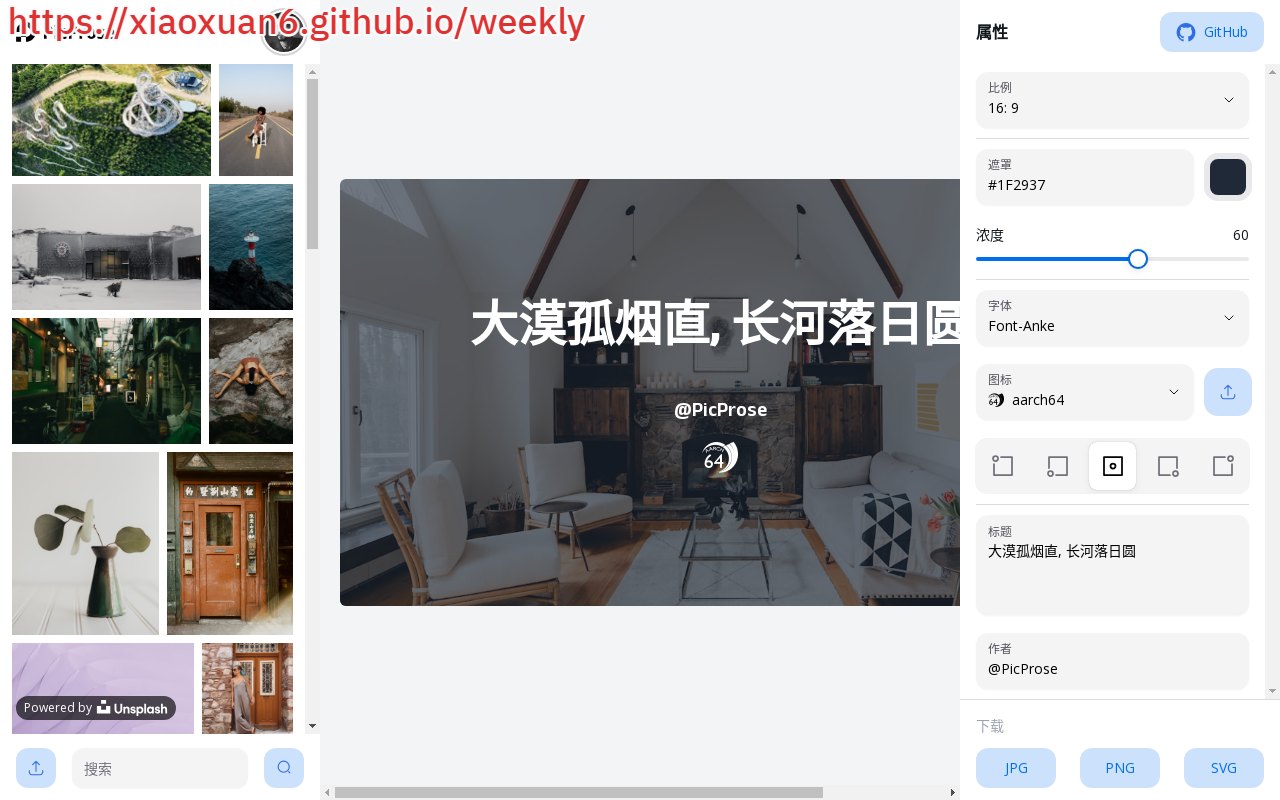 https://xiaoxuan6.github.io/weekly
属性
GitHub
比例
16: 9
遮罩
#1F2937
浓度
60
字体
Font-Anke
图标
aarch64
标题
大漠孤烟直, 长河落日圆
作者
@PicProse
下载
JPG
PNG
SVG
大漠孤烟直, 长河落日圆
@PicProse
AARCH
64
Powered by Unsplash
搜索